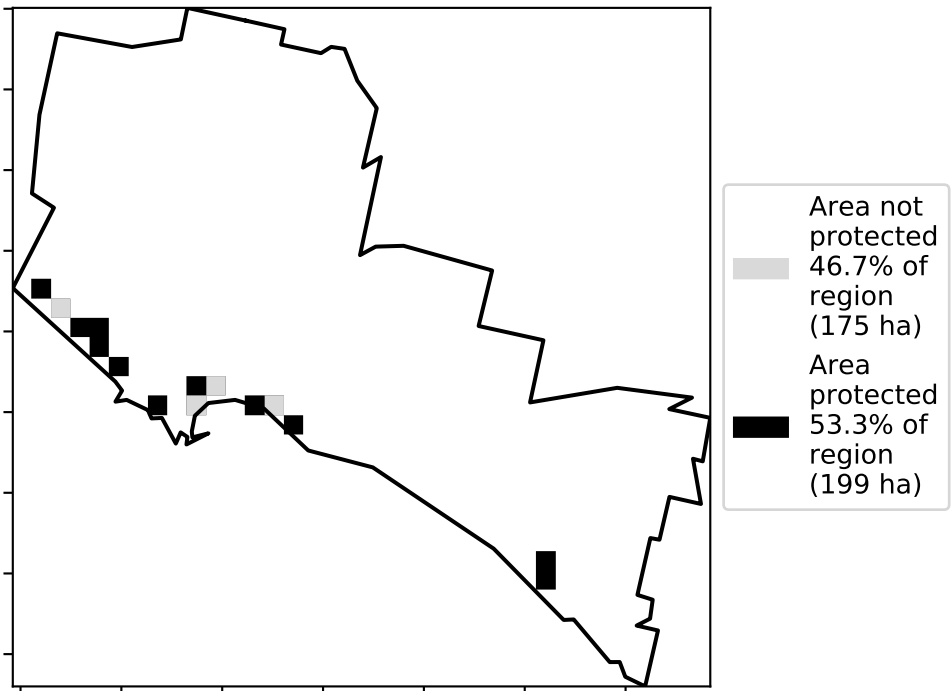 Area not
protected
46.7% of
region
(175 ha)
Area
protected
53.3% of
region
(199 ha)